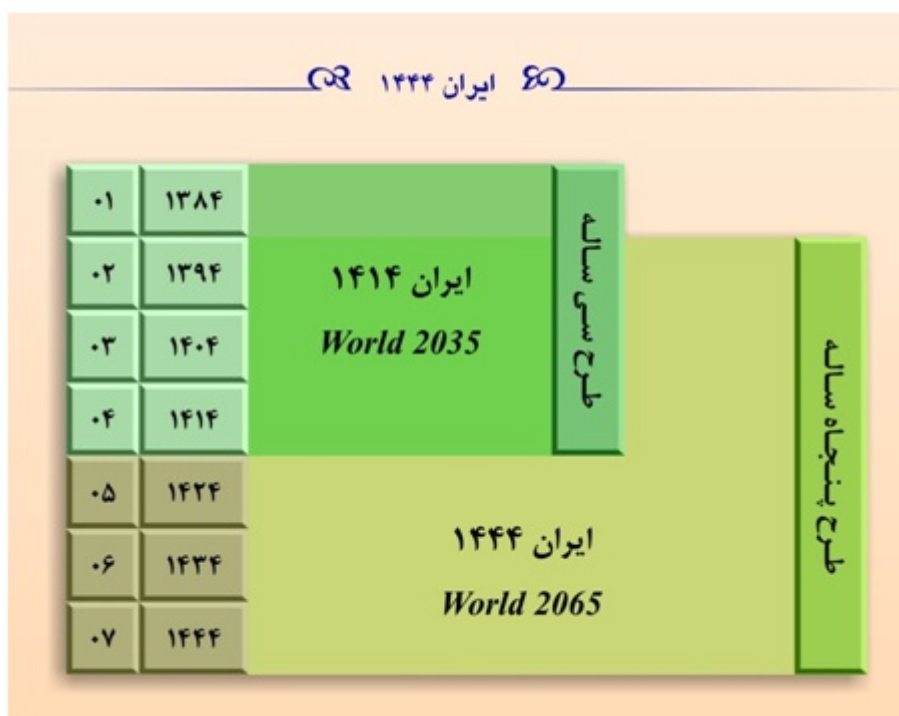 ایران ۱۴۴۴
۰۱ ۱۳۸۴
۰۲ ۱۳۹۴
۰۳ ۱۴۰۴
۰۴ ۱۴۱۴
۰۵ ۱۴۲۴
۰۶ ۱۴۳۴
۰۷ ۱۴۴۴
ایران ۱۴۱۴
World 2035
طرح سی ساله
ایران ۱۴۴۴
World 2065
طرح پنجاه ساله